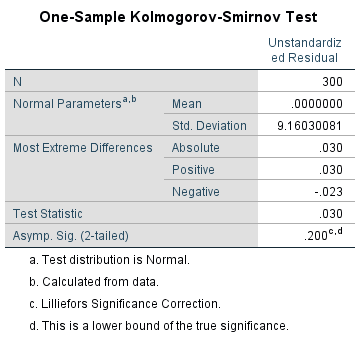 One-Sample Kolmogorov-Smirnov Test
Unstandardiz
ed Residual
N 300
Normal Parametersa,b Mean .0000000
Std. Deviation 9.16030081
Most Extreme Differences Absolute .030
Positive .030
Negative -.023
Test Statistic .030
Asymp. Sig. (2-tailed) .200c,d
a. Test distribution is Normal.
b. Calculated from data.
c. Lilliefors Significance Correction.
d. This is a lower bound of the true significance.